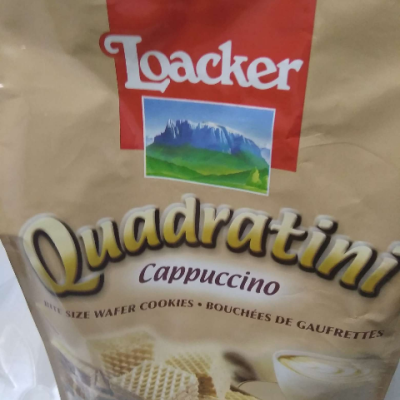 Loacker
Quadratini
Cappuccino
BITE SIZE WAFER COOKIES • BOUCHÉES DE GAUFRETTES